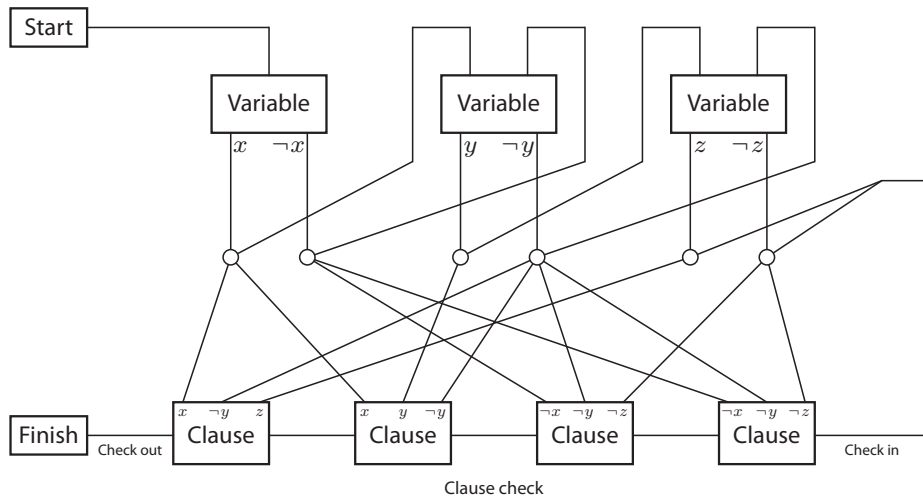 Start
Variable Variable Variable
x ¬x y ¬y z ¬z
x ¬y z x y ¬y ¬x ¬y ¬z ¬x ¬y ¬z
Finish Clause Clause Clause Clause
Check out Check in
Clause check